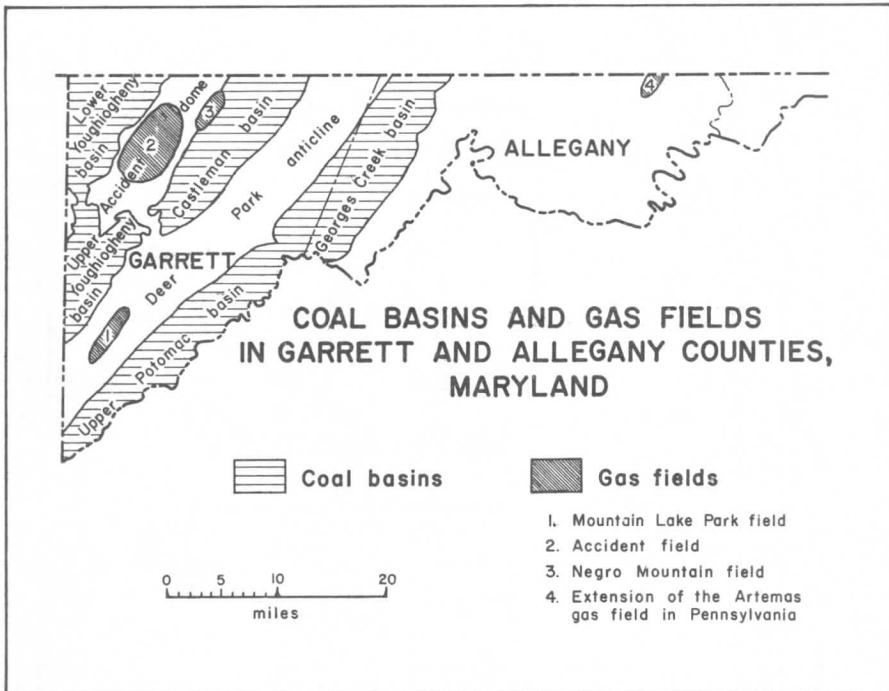 Lower
Youghiogheny
basin
Accident
dome
2
3
Castleman basin
4
ALLEGANY
Georges Creek basin
Deer Park anticline
Upper
Youghiogheny
basin
GARRETT
1
Upper Potomac basin
COAL BASINS AND GAS FIELDS
IN GARRETT AND ALLEGANY COUNTIES,
MARYLAND
Coal basins
Gas fields
1. Mountain Lake Park field
2. Accident field
3. Negro Mountain field
4. Extension of the Artemas
gas field in Pennsylvania
0 5 10 20
miles